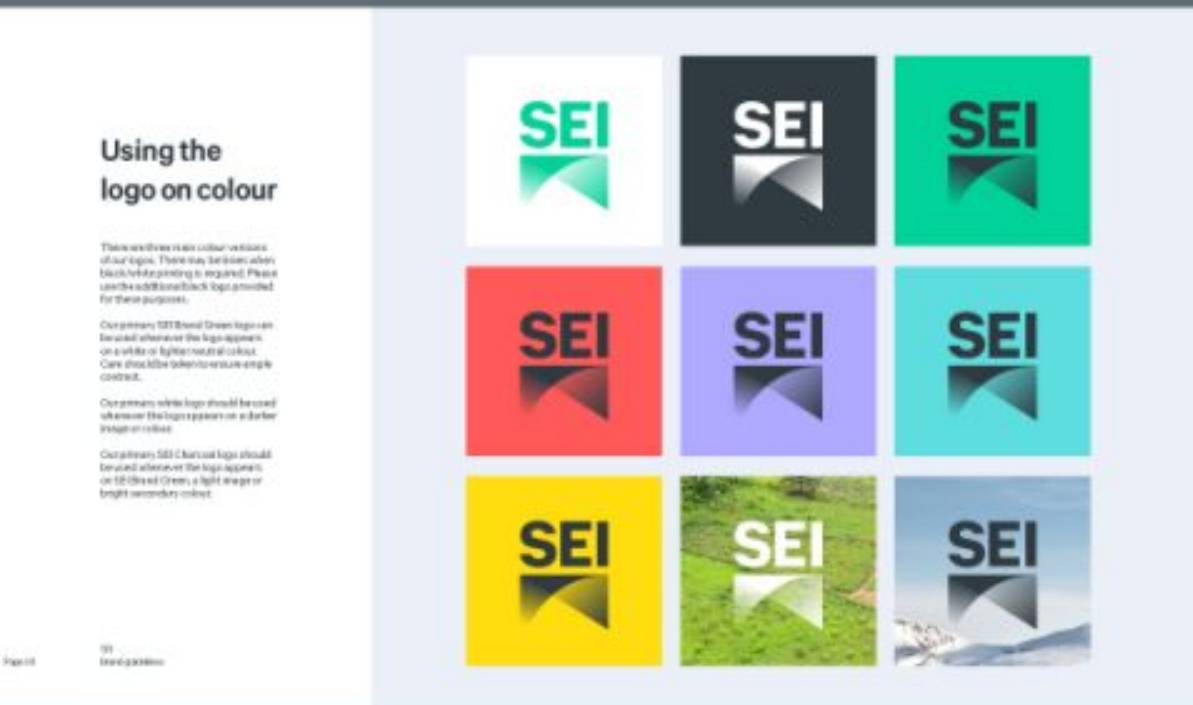 Using the
logo on colour
There are three main colour versions
of our logos. There may be times when
black/white printing is required. Please
use the additional black logo provided
for these purposes.
Our primary SEI Brand Green logo can
be used whenever the logo appears
on a white or lighter neutral colour.
Care should be taken to ensure ample
contrast.
Our primary white logo should be used
whenever the logo appears on a darker
image or colour.
Our primary SEI Charcoal logo should
be used whenever the logo appears
on SEI Brand Green, a light image or
bright secondary colour.
SEI
Brand guidelines
SEI
SEI
SEI
SEI
SEI
SEI
SEI
SEI
SEI